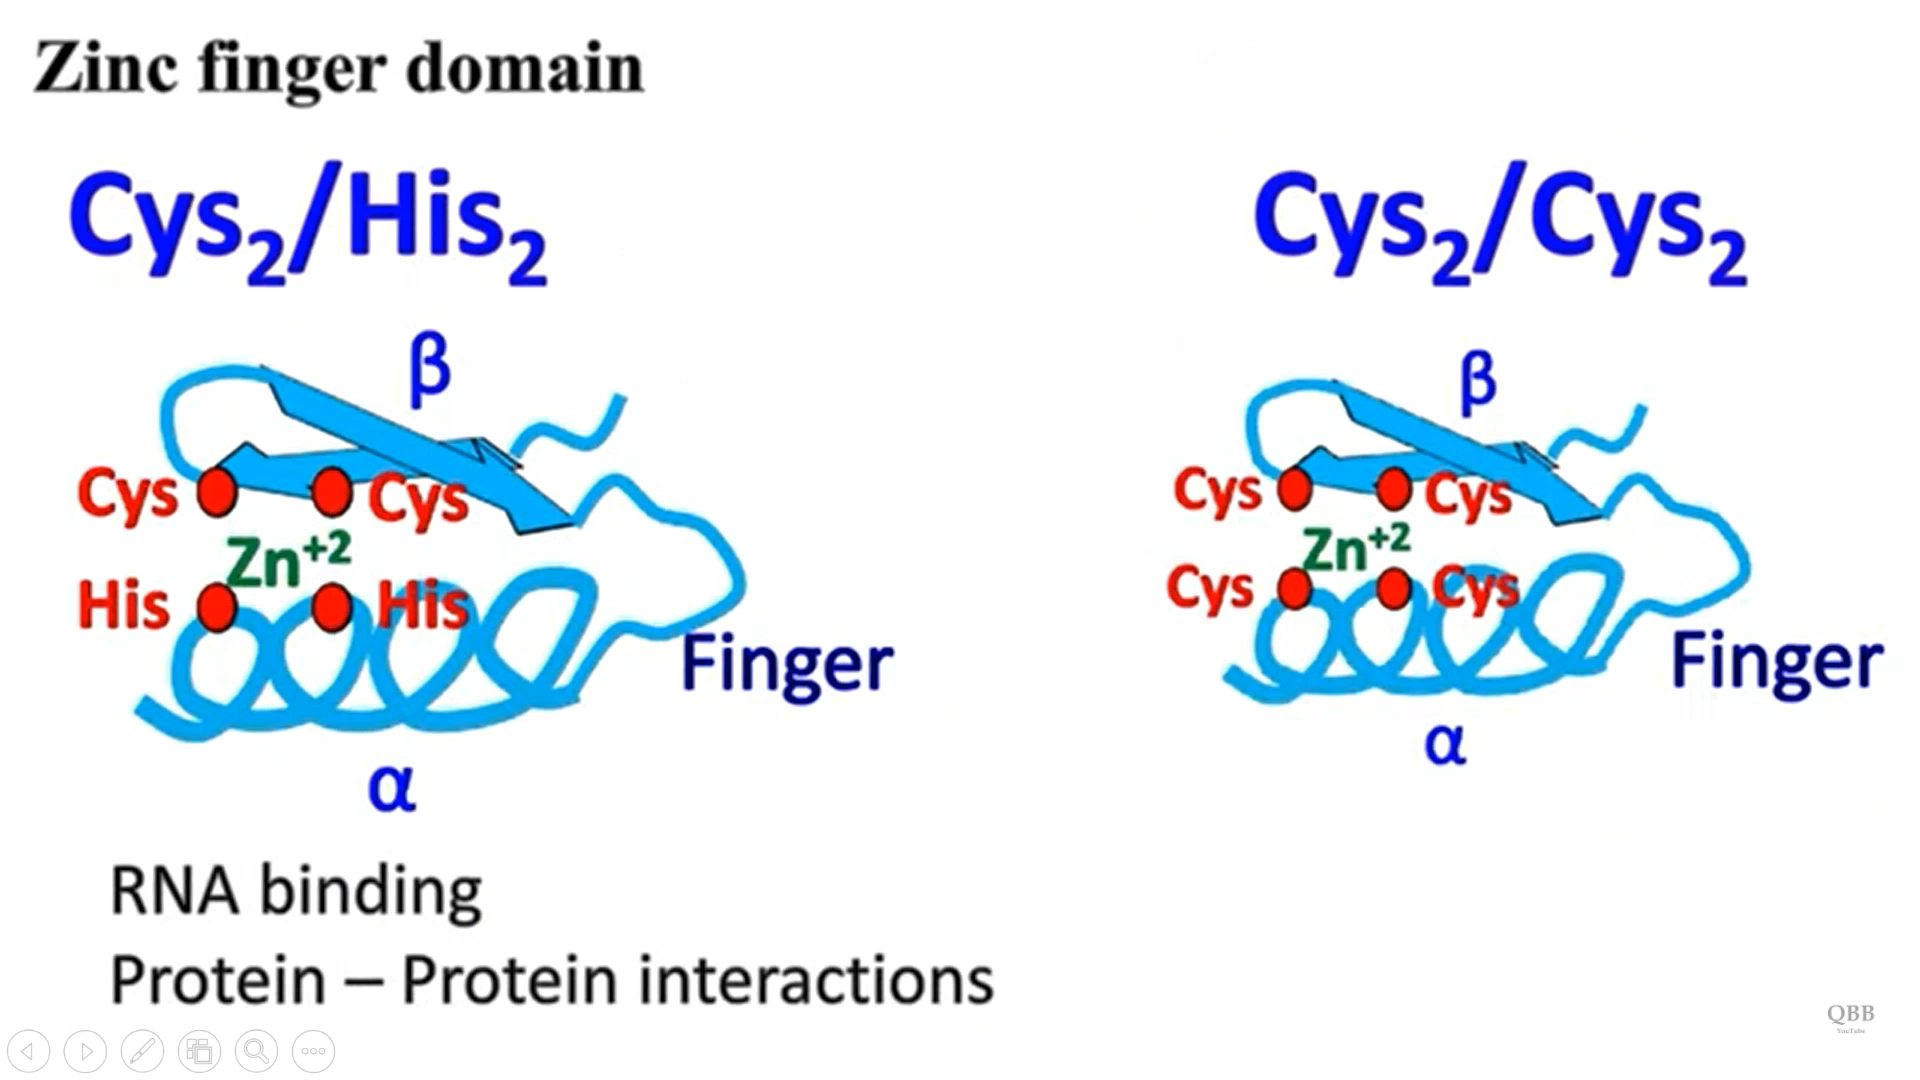 Zinc finger domain
Cys₂/His₂
Cys₂/Cys₂
β
Cys
Cys
Zn⁺²
His
His
Finger
α
β
Cys
Cys
Zn⁺²
Cys
Cys
Finger
α
RNA binding
Protein – Protein interactions
QBB
YouTube